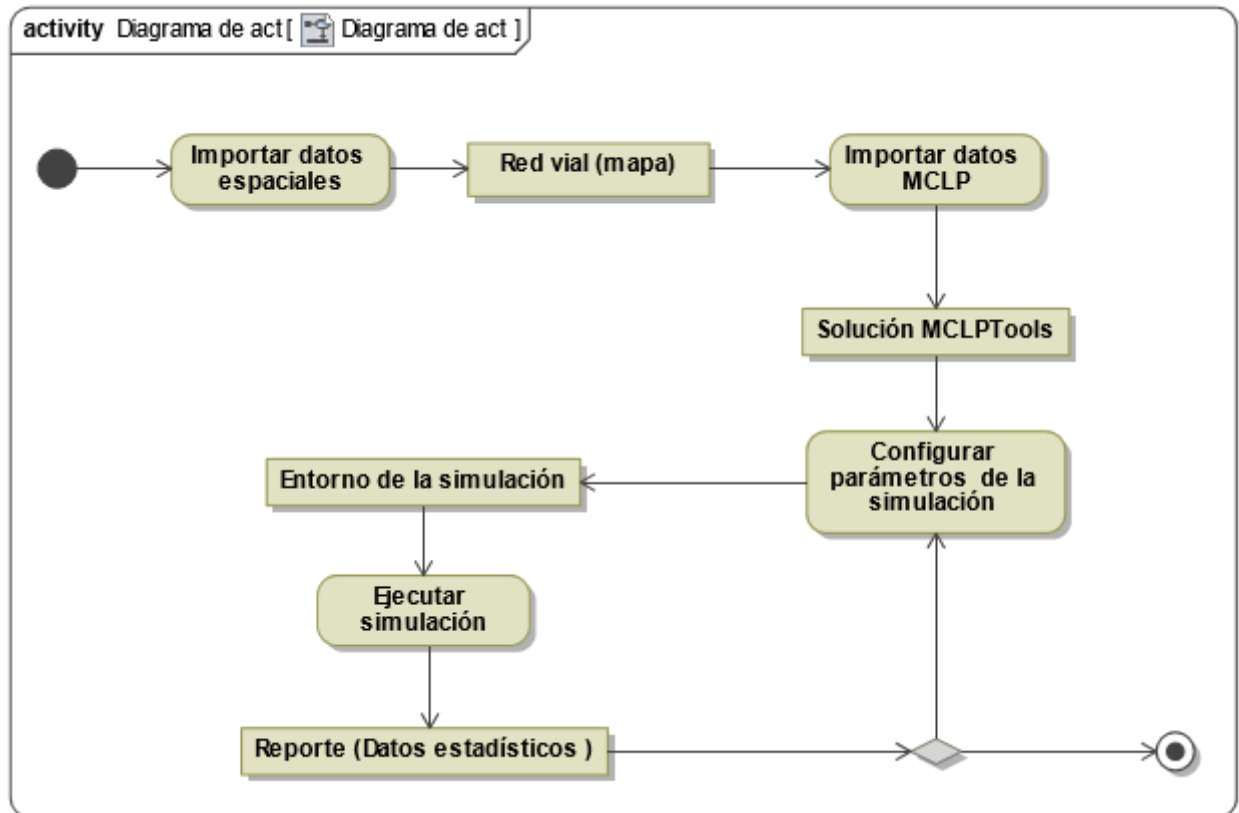 activity Diagrama de act [ Diagrama de act ]
Importar datos
espaciales
Red vial (mapa)
Importar datos
MCLP
Solución MCLPTools
Configurar
parámetros de la
simulación
Entorno de la simulación
Ejecutar
simulación
Reporte (Datos estadísticos )